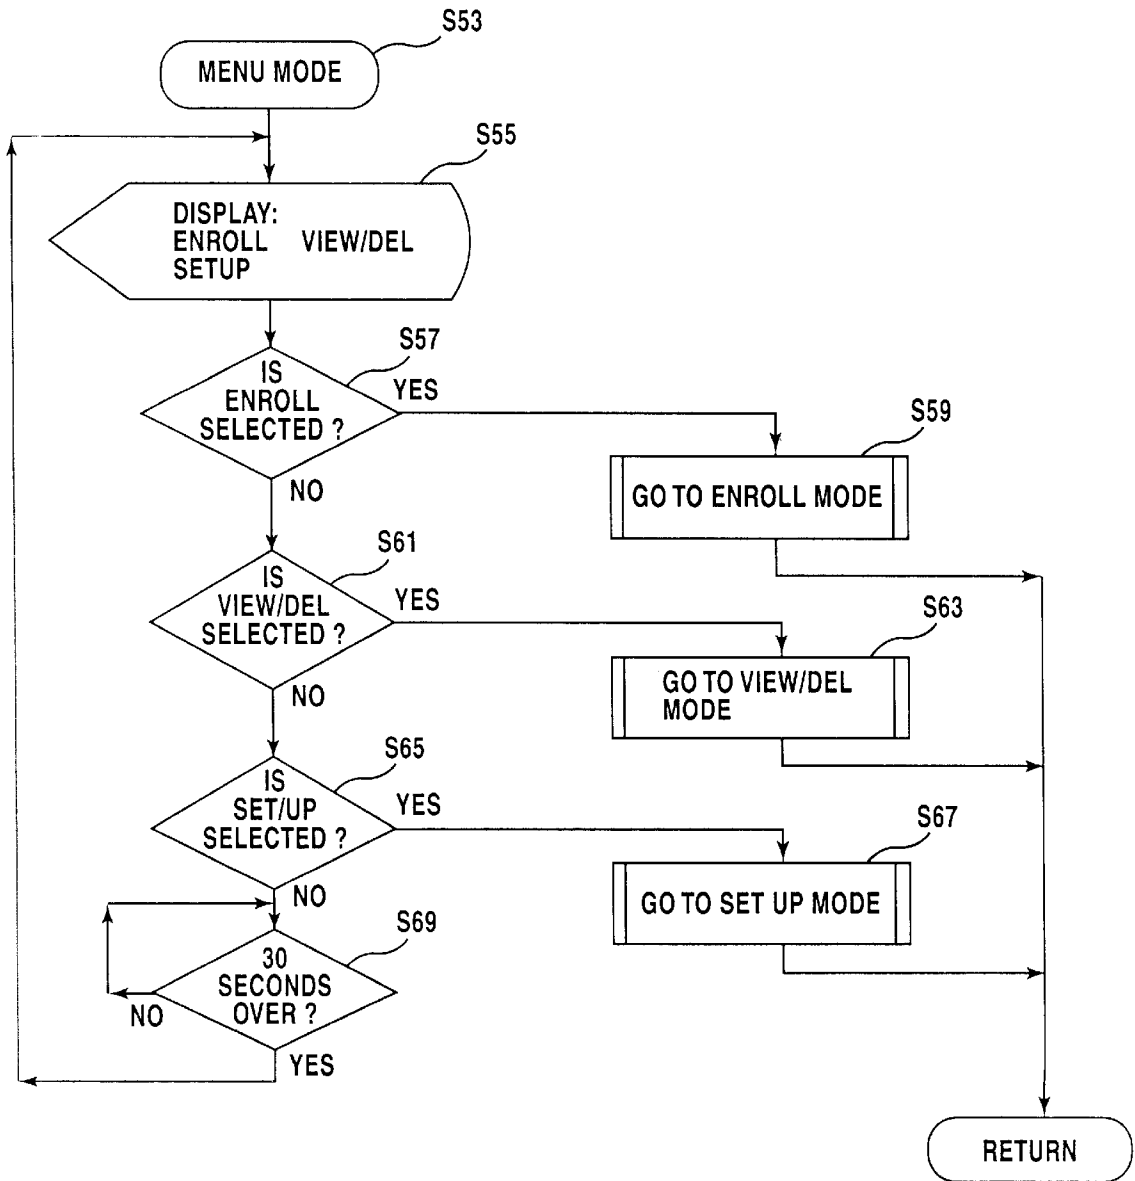 S53
MENU MODE
S55
DISPLAY:
ENROLL VIEW/DEL
SETUP
S57
IS
ENROLL
SELECTED ?
YES
NO
S59
GO TO ENROLL MODE
S61
IS
VIEW/DEL
SELECTED ?
YES
NO
S63
GO TO VIEW/DEL
MODE
S65
IS
SET/UP
SELECTED ?
YES
NO
S67
GO TO SET UP MODE
S69
30
SECONDS
OVER ?
NO
YES
RETURN